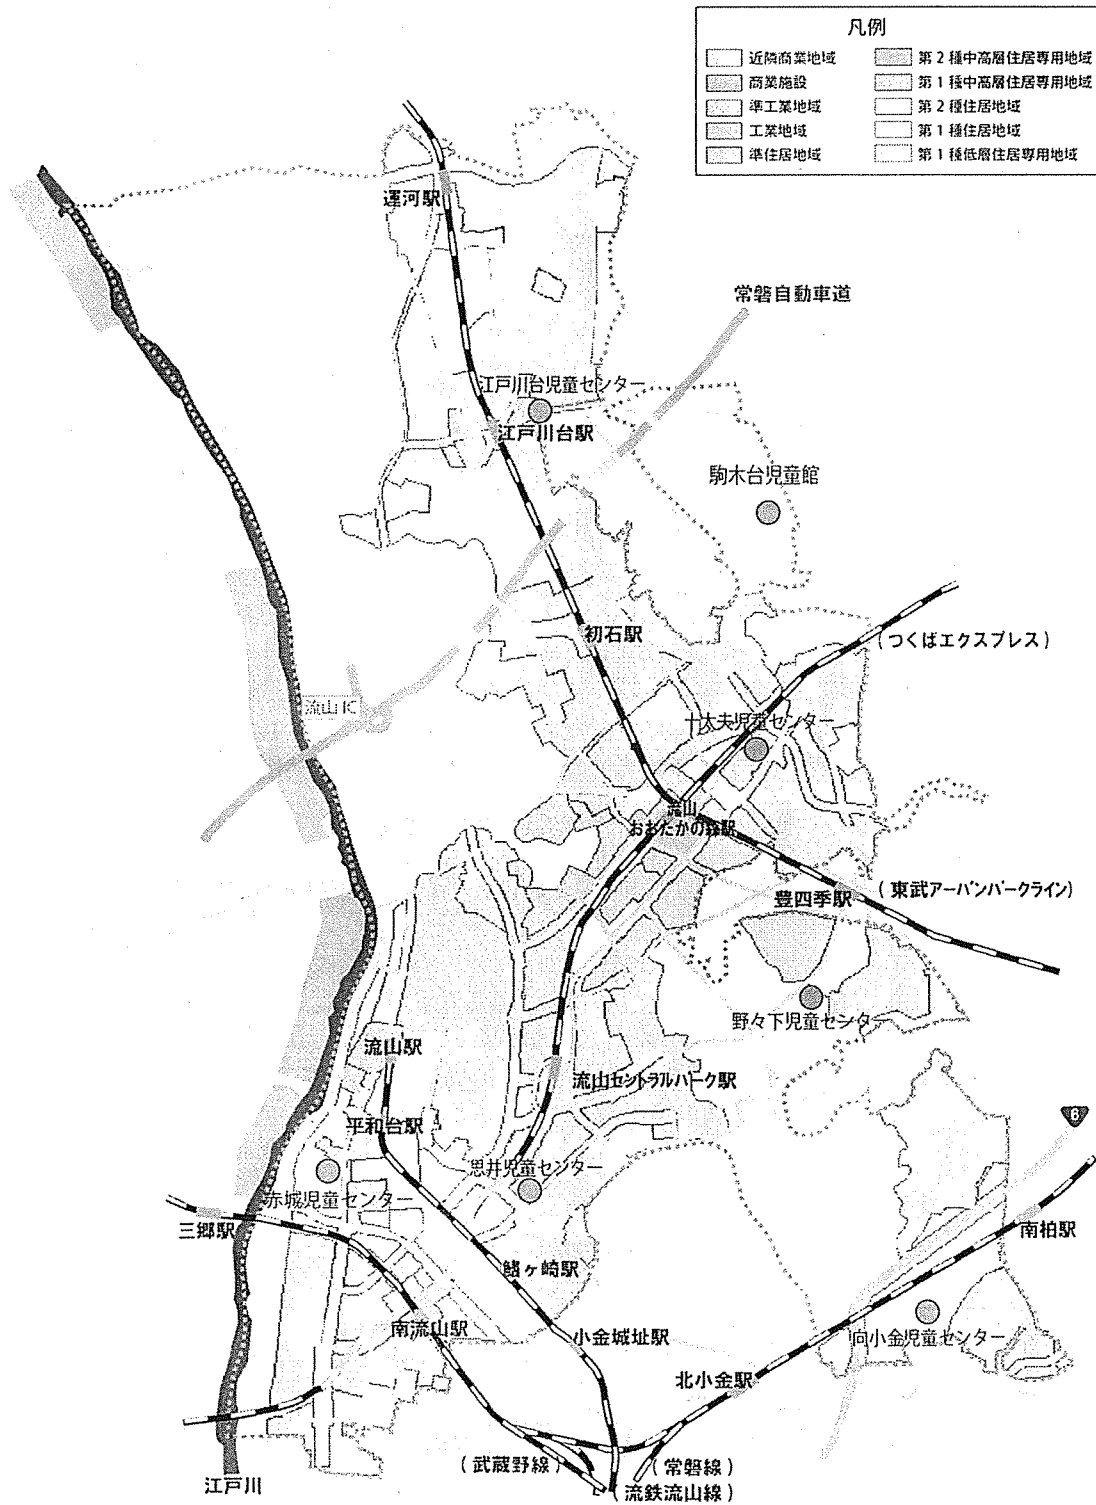 凡例
近隣商業地域
商業施設
準工業地域
工業地域
準住居地域
第2種中高層住居専用地域
第1種中高層住居専用地域
第2種住居地域
第1種住居地域
第1種低層住居専用地域
運河駅
常磐自動車道
江戸川台児童センター
江戸川台駅
駒木台児童館
初石駅
(つくばエクスプレス)
流山IC
十太夫児童センター
流山
おおたかの森駅
豊四季駅
(東武アーバンパークライン)
野々下児童センター
流山駅
流山セントラルパーク駅
平和台駅
6
思井児童センター
赤城児童センター
三郷駅
南柏駅
鰭ヶ崎駅
南流山駅
小金城址駅
向小金児童センター
北小金駅
(武蔵野線)
(常磐線)
(流鉄流山線)
江戸川